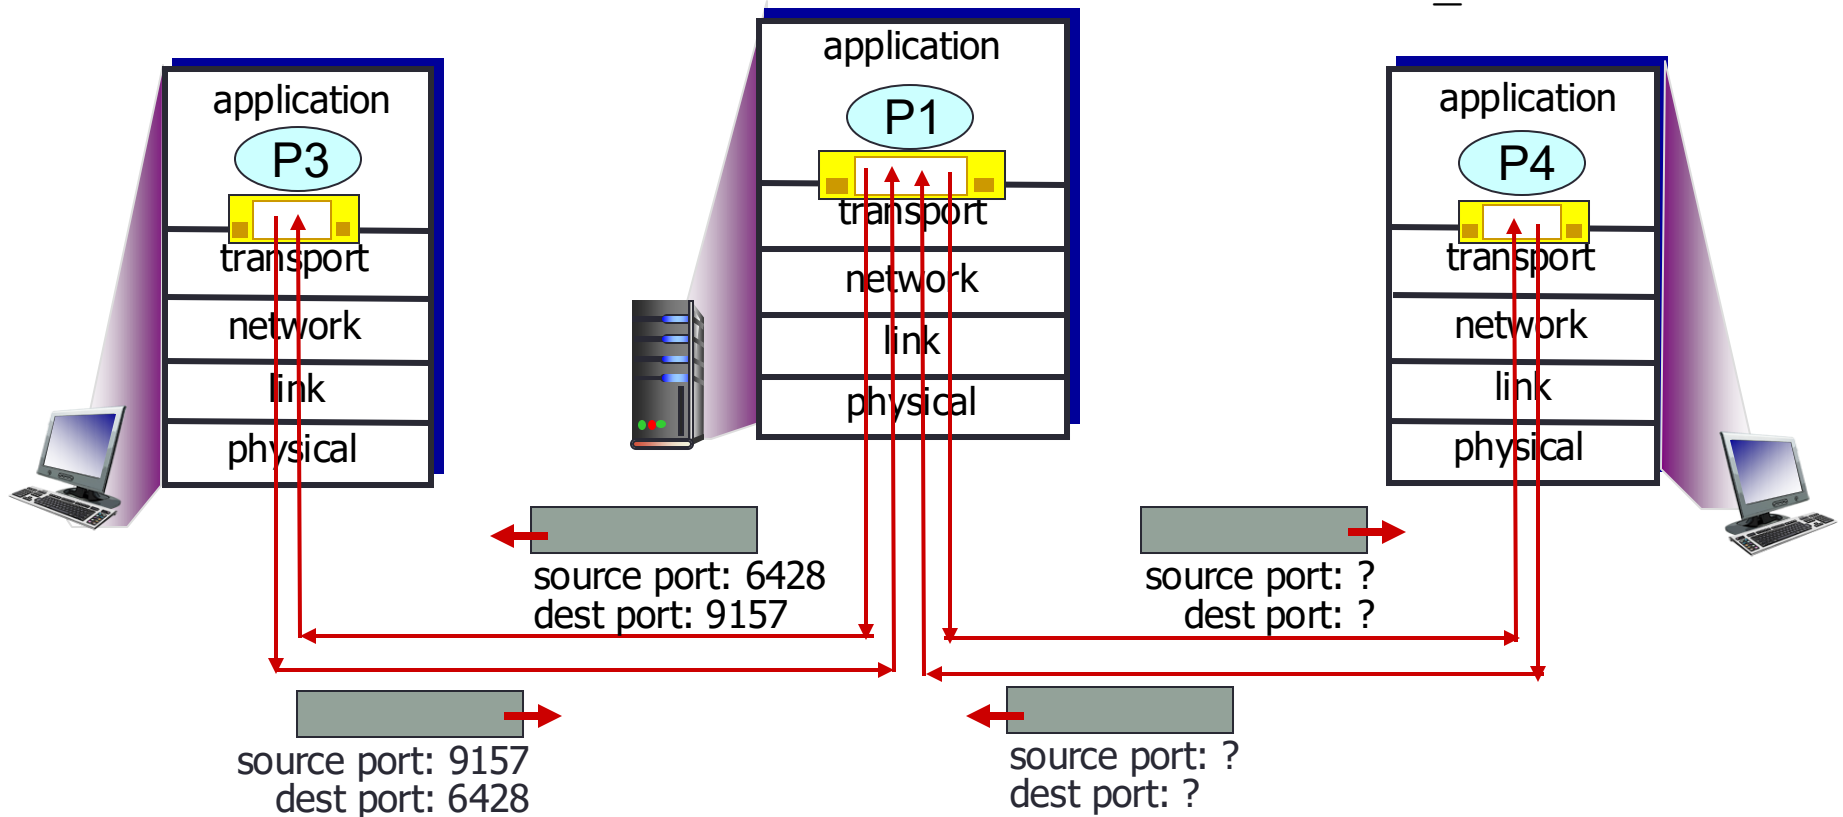 application
P3
transport
network
link
physical
application
P1
transport
network
link
physical
application
P4
transport
network
link
physical
source port: 6428
dest port: 9157
source port: ?
dest port: ?
source port: 9157
dest port: 6428
source port: ?
dest port: ?